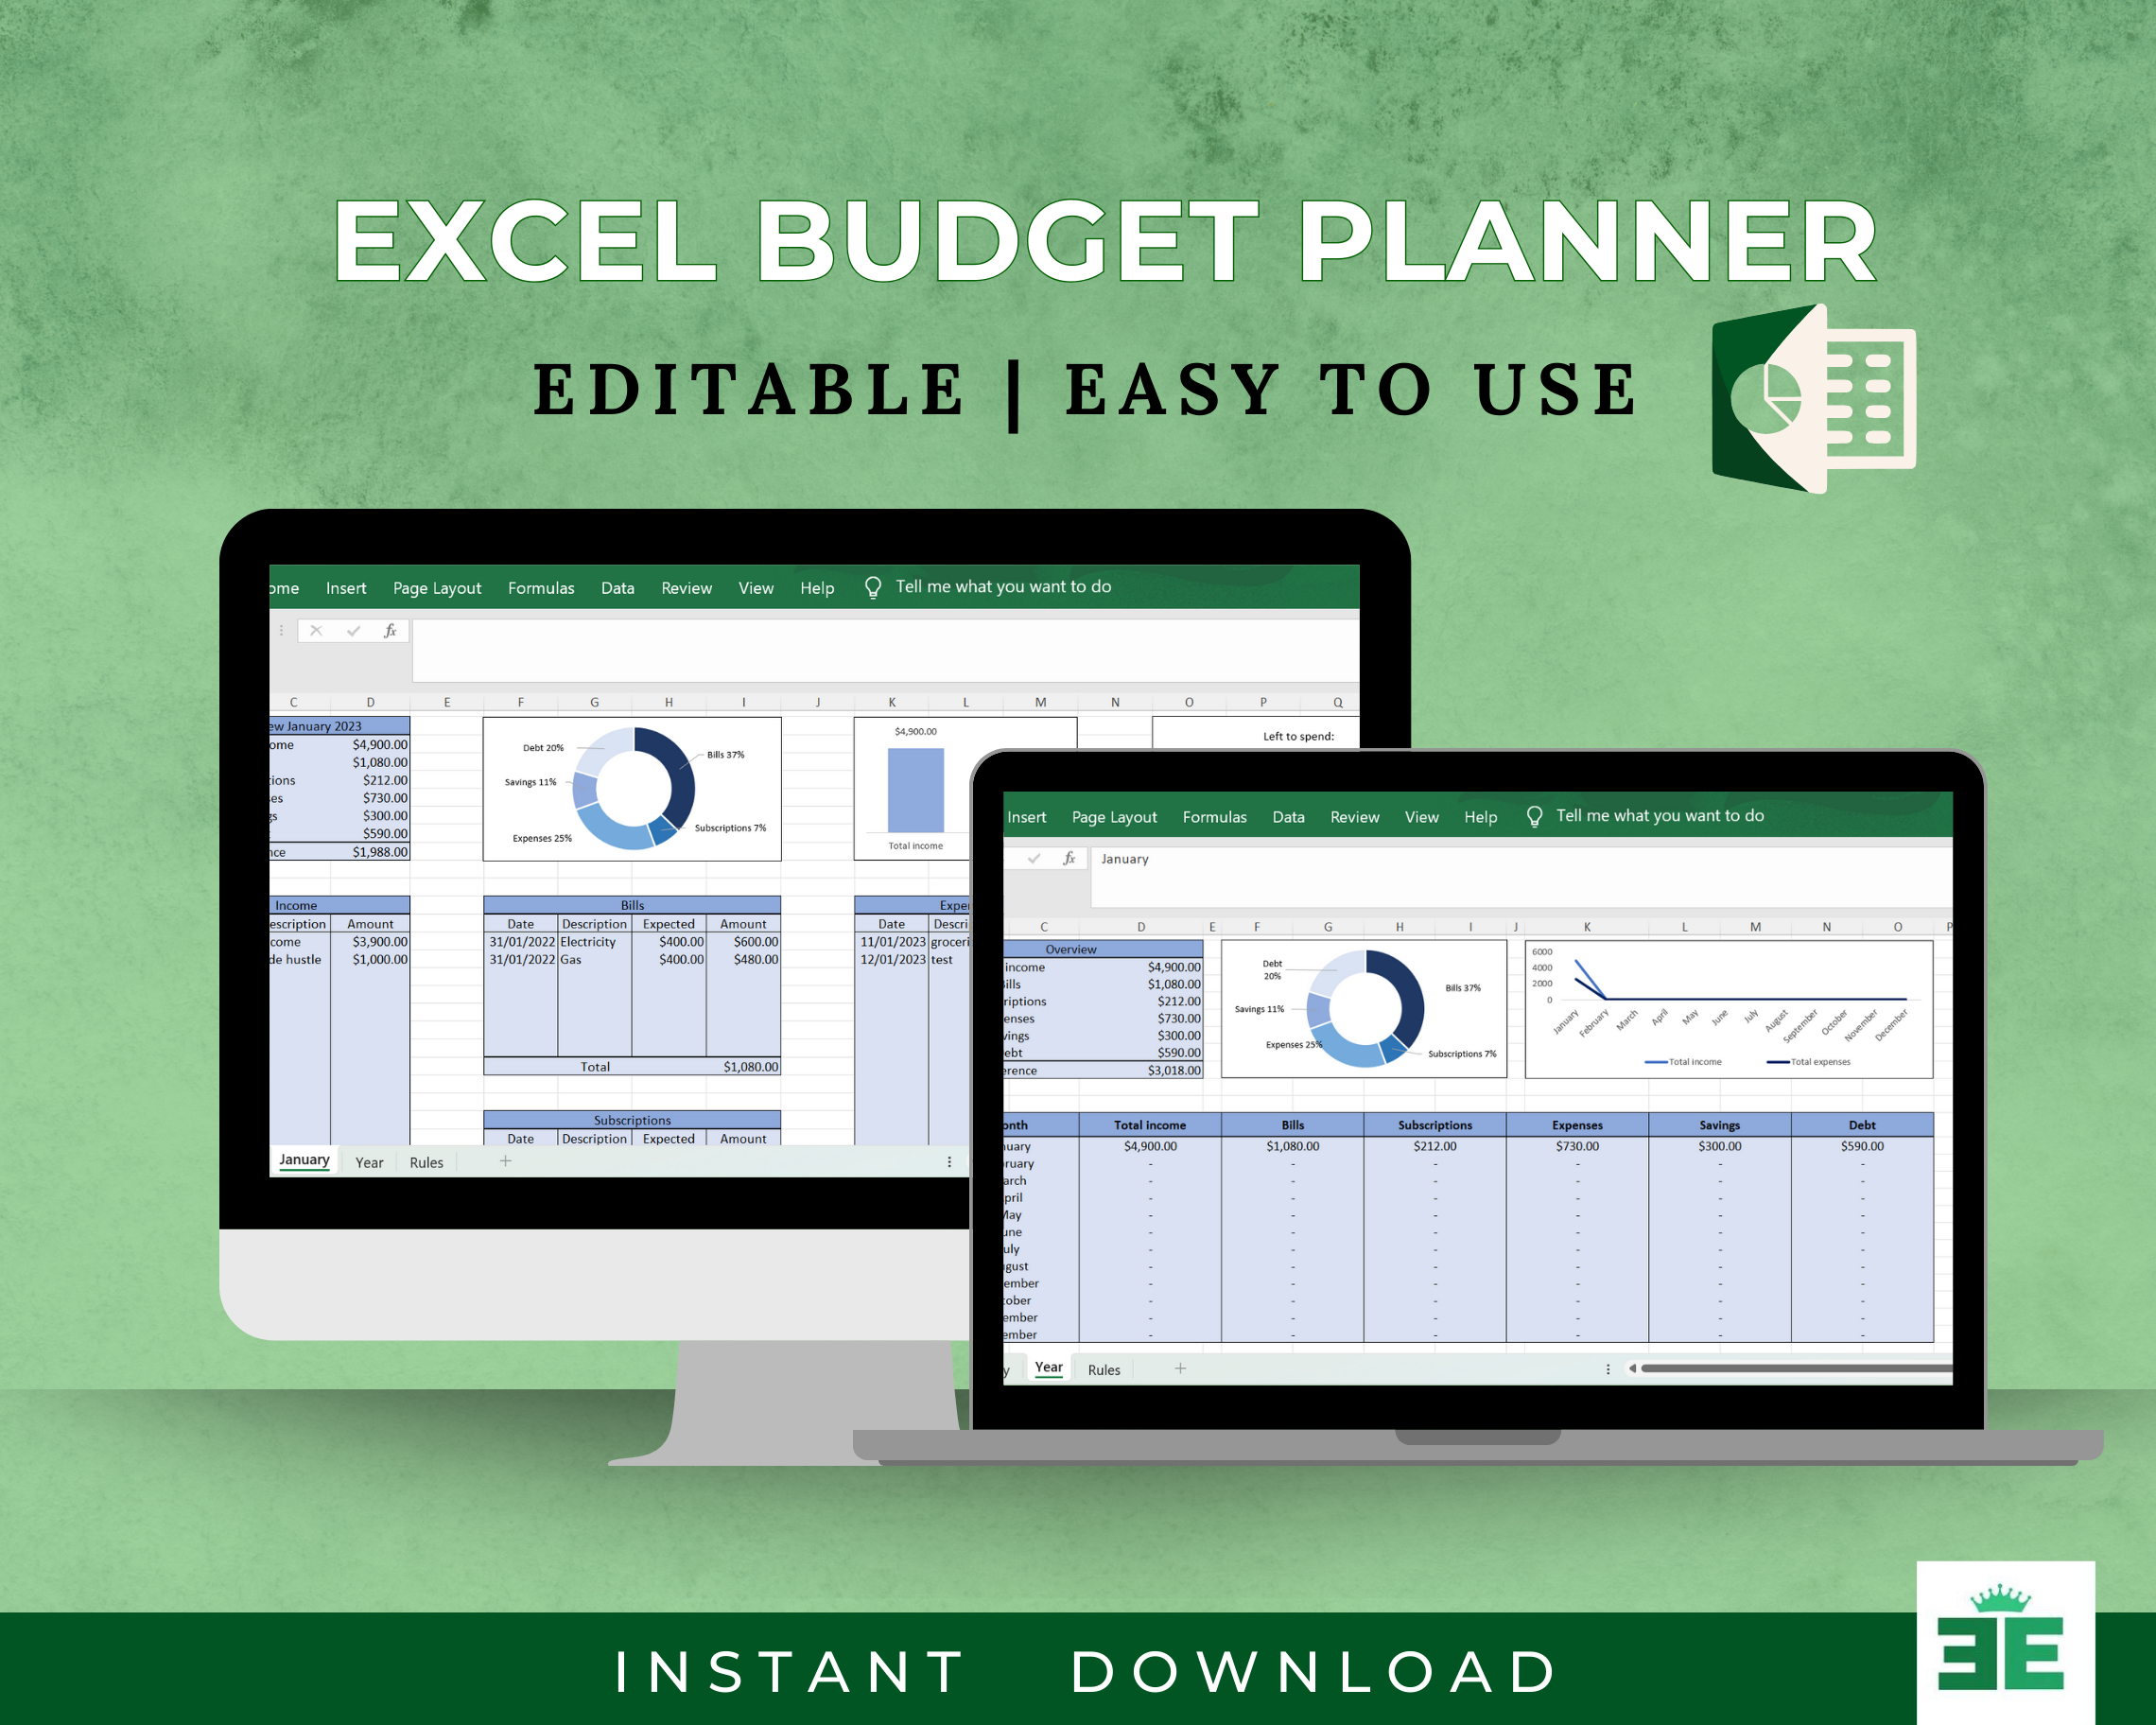 EXCEL BUDGET PLANNER
EDITABLE | EASY TO USE
ome Insert Page Layout Formulas Data Review View Help Tell me what you want to do
fx
C D E F G H I J K L M N O P Q
ew January 2023
ome $4,900.00
$1,080.00
ions $212.00
es $730.00
gs $300.00
$590.00
nce $1,988.00
Debt 20%
Bills 37%
Savings 11%
Subscriptions 7%
Expenses 25%
$4,900.00
Total income
Left to spend:
Income
escription Amount
come $3,900.00
de hustle $1,000.00
Bills
Date Description Expected Amount
31/01/2022 Electricity $400.00 $600.00
31/01/2022 Gas $400.00 $480.00
Total $1,080.00
Subscriptions
Date Description Expected Amount
Expe
Date Descri
11/01/2023 groceri
12/01/2023 test
January Year Rules +
Insert Page Layout Formulas Data Review View Help Tell me what you want to do
fx January
C D E F G H I J K L M N O P
Overview
income $4,900.00
ills $1,080.00
riptions $212.00
enses $730.00
vings $300.00
ebt $590.00
erence $3,018.00
Debt
20%
Bills 37%
Savings 11%
Expenses 25%
Subscriptions 7%
6000
4000
2000
0
January February March April May June July August September October November December
Total income Total expenses
onth Total income Bills Subscriptions Expenses Savings Debt
nuary $4,900.00 $1,080.00 $212.00 $730.00 $300.00 $590.00
ruary - - - - - -
arch - - - - - -
pril - - - - - -
May - - - - - -
une - - - - - -
uly - - - - - -
gust - - - - - -
ember - - - - - -
tober - - - - - -
ember - - - - - -
ember - - - - - -
y Year Rules +
INSTANT DOWNLOAD
EE